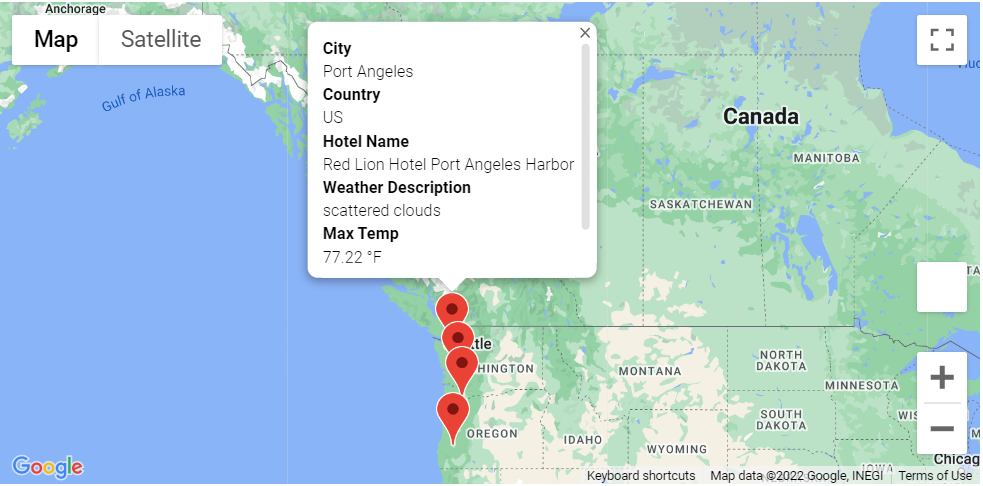 Anchorage
Map
Satellite
Gulf of Alaska
City
Port Angeles
Country
US
Hotel Name
Red Lion Hotel Port Angeles Harbor
Weather Description
scattered clouds
Max Temp
77.22 °F
Canada
MANITOBA
SASKATCHEWAN
ttle
HINGTON
MONTANA
NORTH
DAKOTA
MINNESOTA
SOUTH
DAKOTA
WIS
OREGON
IDAHO
WYOMING
IOWA
Chicag
Google
Keyboard shortcuts
Map data ©2022 Google, INEGI
Terms of Use